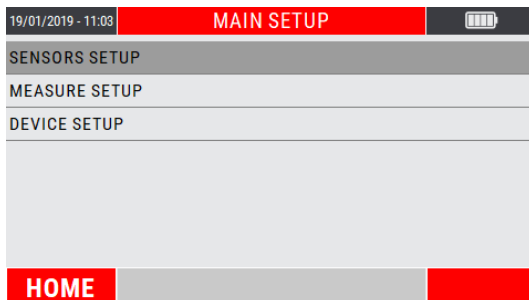 19/01/2019 - 11:03 MAIN SETUP
SENSORS SETUP
MEASURE SETUP
DEVICE SETUP
HOME